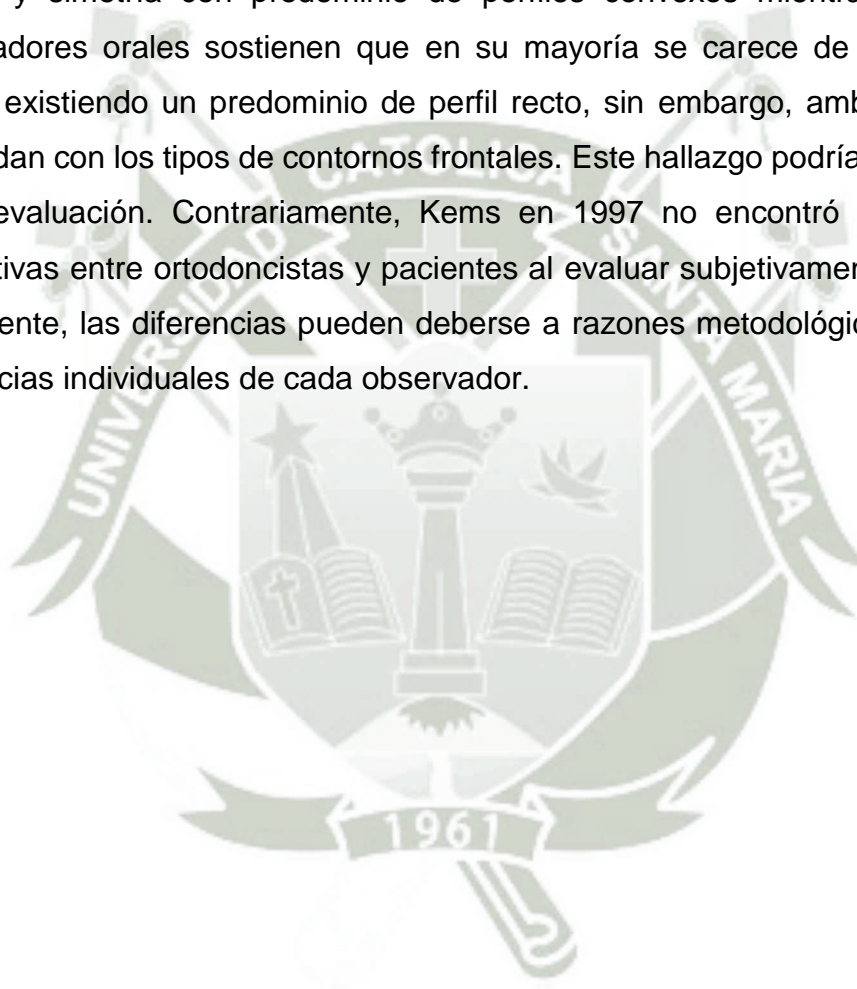 y simetría con predominio de perfiles convexos
adores orales sostienen que en su mayoría se carece de
existiendo un predominio de perfil recto, sin embargo, amb
dan con los tipos de contornos frontales. Este hallazgo podría
evaluación. Contrariamente, Kems en 1997 no encontró
tivas entre ortodoncistas y pacientes al evaluar subjetivamen
ente, las diferencias pueden deberse a razones metodológic
cias individuales de cada observador.
UNIVERSIDAD CATOLICA SANTA MARIA
1961